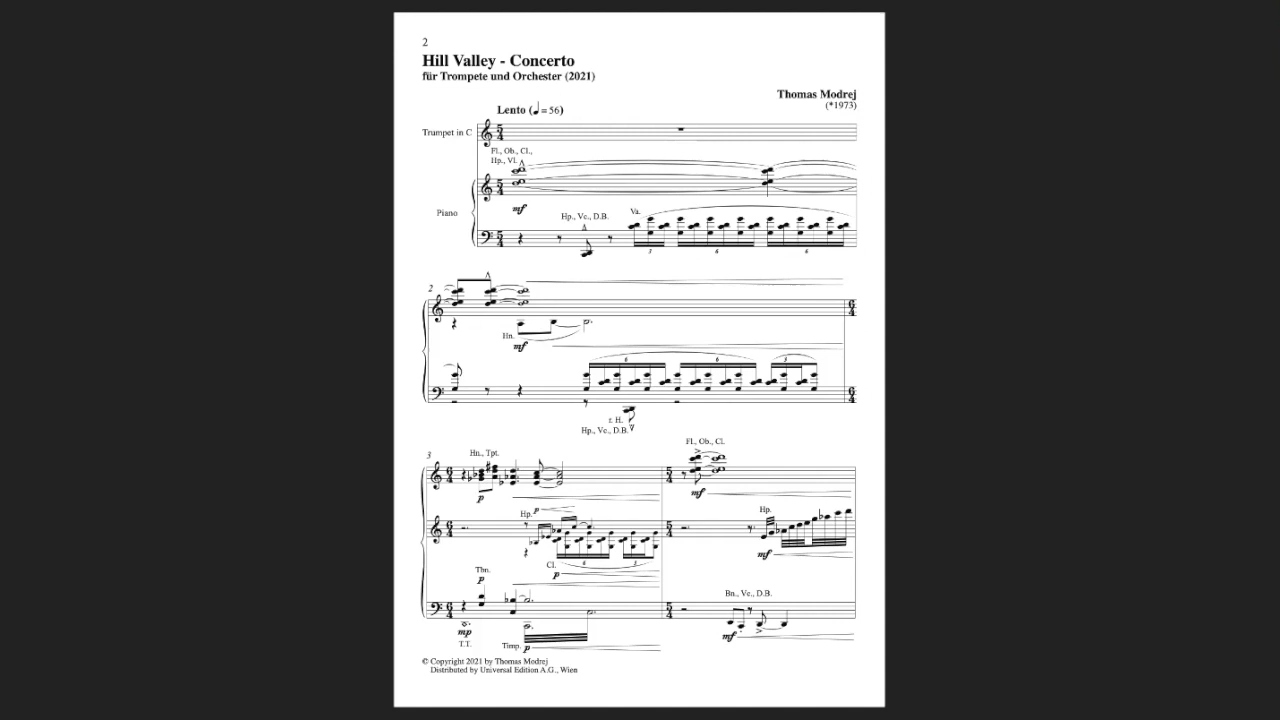 2
Hill Valley - Concerto
für Trompete und Orchester (2021)
Thomas Modrej
(*1973)
Lento (♩ = 56)
Trumpet in C
Fl., Ob., Cl.,
Hp., Vl.
Piano
mf
Hp., Vc., D.B.
Va.
3
6
6
2
Hn.
mf
6
6
3
r. H.
Hp., Vc., D.B.
3
Hn., Tpt.
Fl., Ob., Cl.
p
mf
Hp.
p
Hp.
Cl.
6
3
p
mf
Tbn.
p
Bn., Vc., D.B.
mp
T.T.
Timp.
p
mf
© Copyright 2021 by Thomas Modrej
Distributed by Universal Edition A.G., Wien